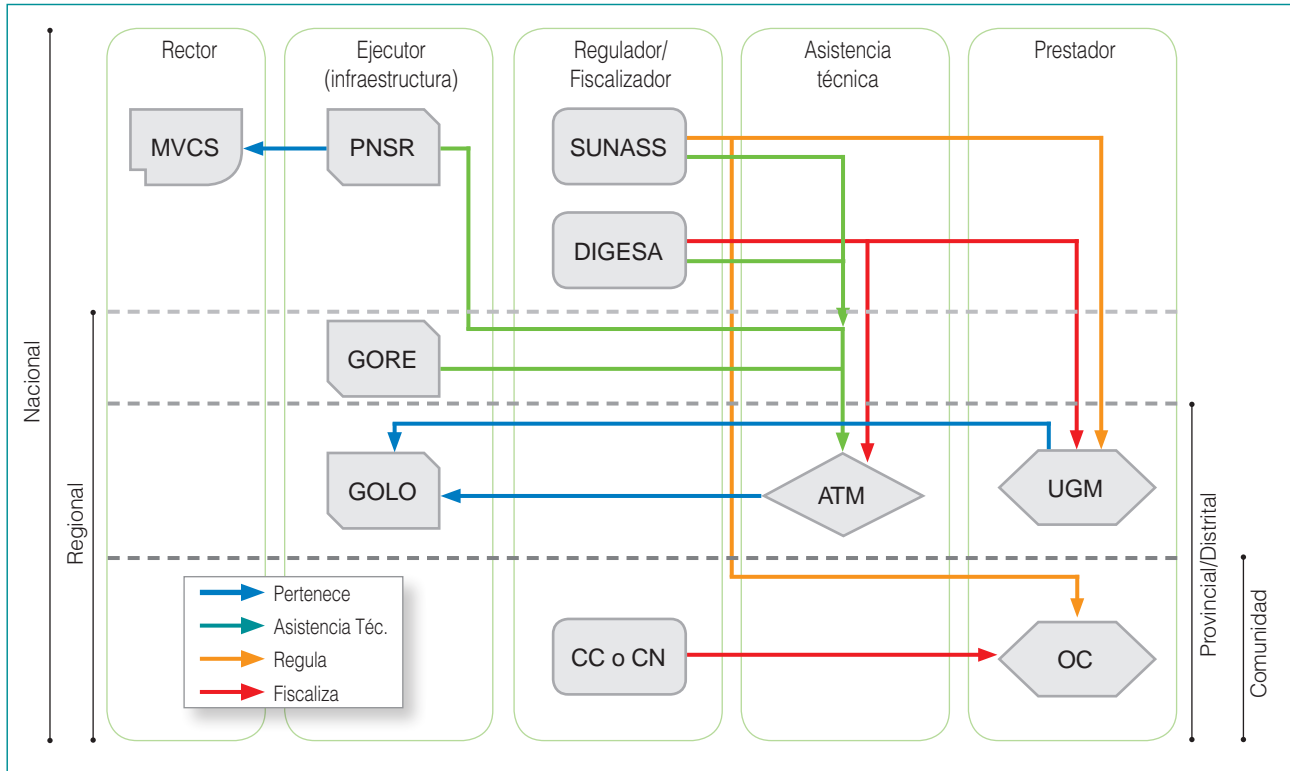 Rector
Ejecutor
(infraestructura)
Regulador/
Fiscalizador
Asistencia
técnica
Prestador
MVCS
PNSR
SUNASS
DIGESA
GORE
GOLO
ATM
UGM
CC o CN
OC
Pertenece
Asistencia Téc.
Regula
Fiscaliza
Nacional
Regional
Provincial/Distrital
Comunidad